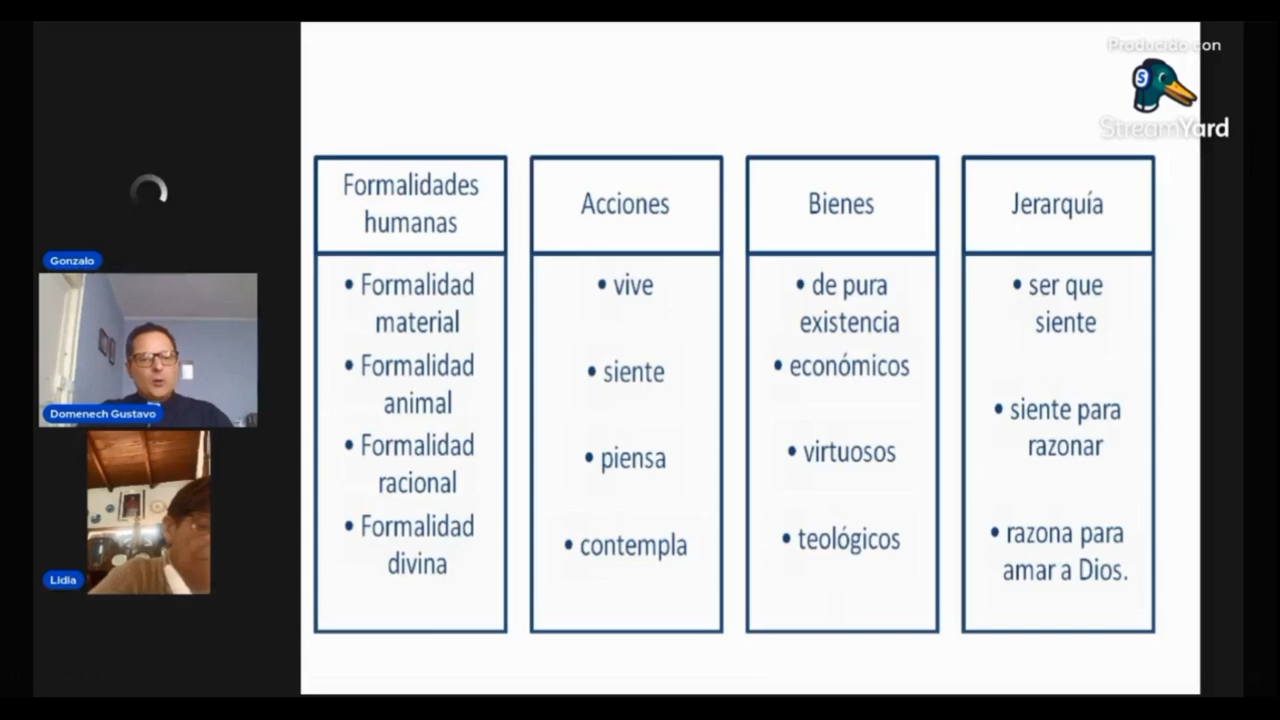 Producido con
StreamYard
Gonzalo
Domenech Gustavo
Lidia
Formalidades
humanas
• Formalidad
material
• Formalidad
animal
• Formalidad
racional
• Formalidad
divina
Acciones
• vive
• siente
• piensa
• contempla
Bienes
• de pura
existencia
• económicos
• virtuosos
• teológicos
Jerarquía
• ser que
siente
• siente para
razonar
• razona para
amar a Dios.